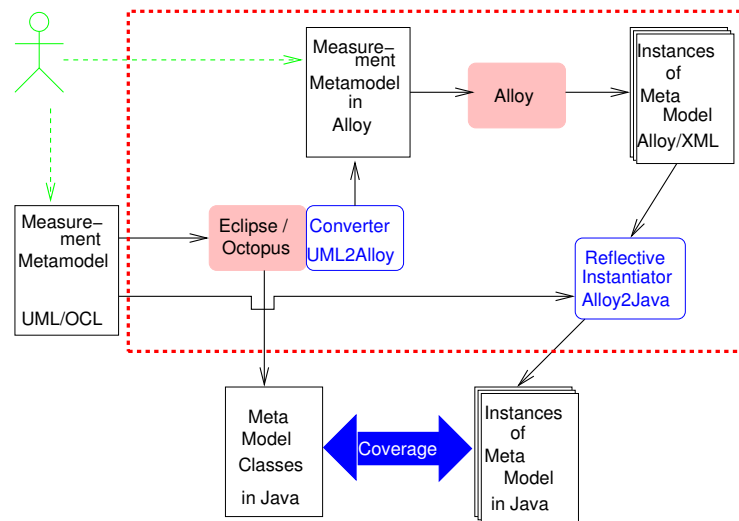 Measure–
ment
Metamodel
in
Alloy
Alloy
Instances
of
Meta
Model
Alloy/XML
Measure–
ment
Metamodel
UML/OCL
Eclipse /
Octopus
Converter
UML2Alloy
Reflective
Instantiator
Alloy2Java
Meta
Model
Classes
in Java
Coverage
Instances
of
Meta
Model
in Java